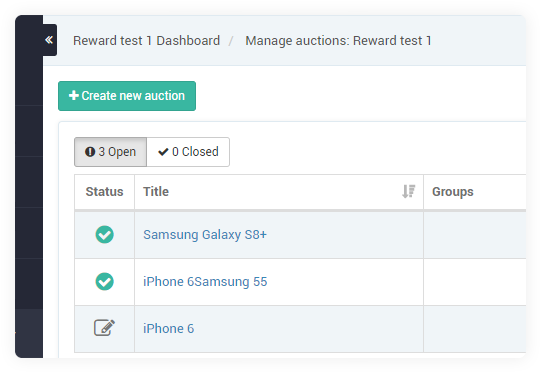 Reward test 1 Dashboard / Manage auctions: Reward test 1
Create new auction
3 Open 0 Closed
Status Title Groups
Samsung Galaxy S8+
iPhone 6Samsung 55
iPhone 6